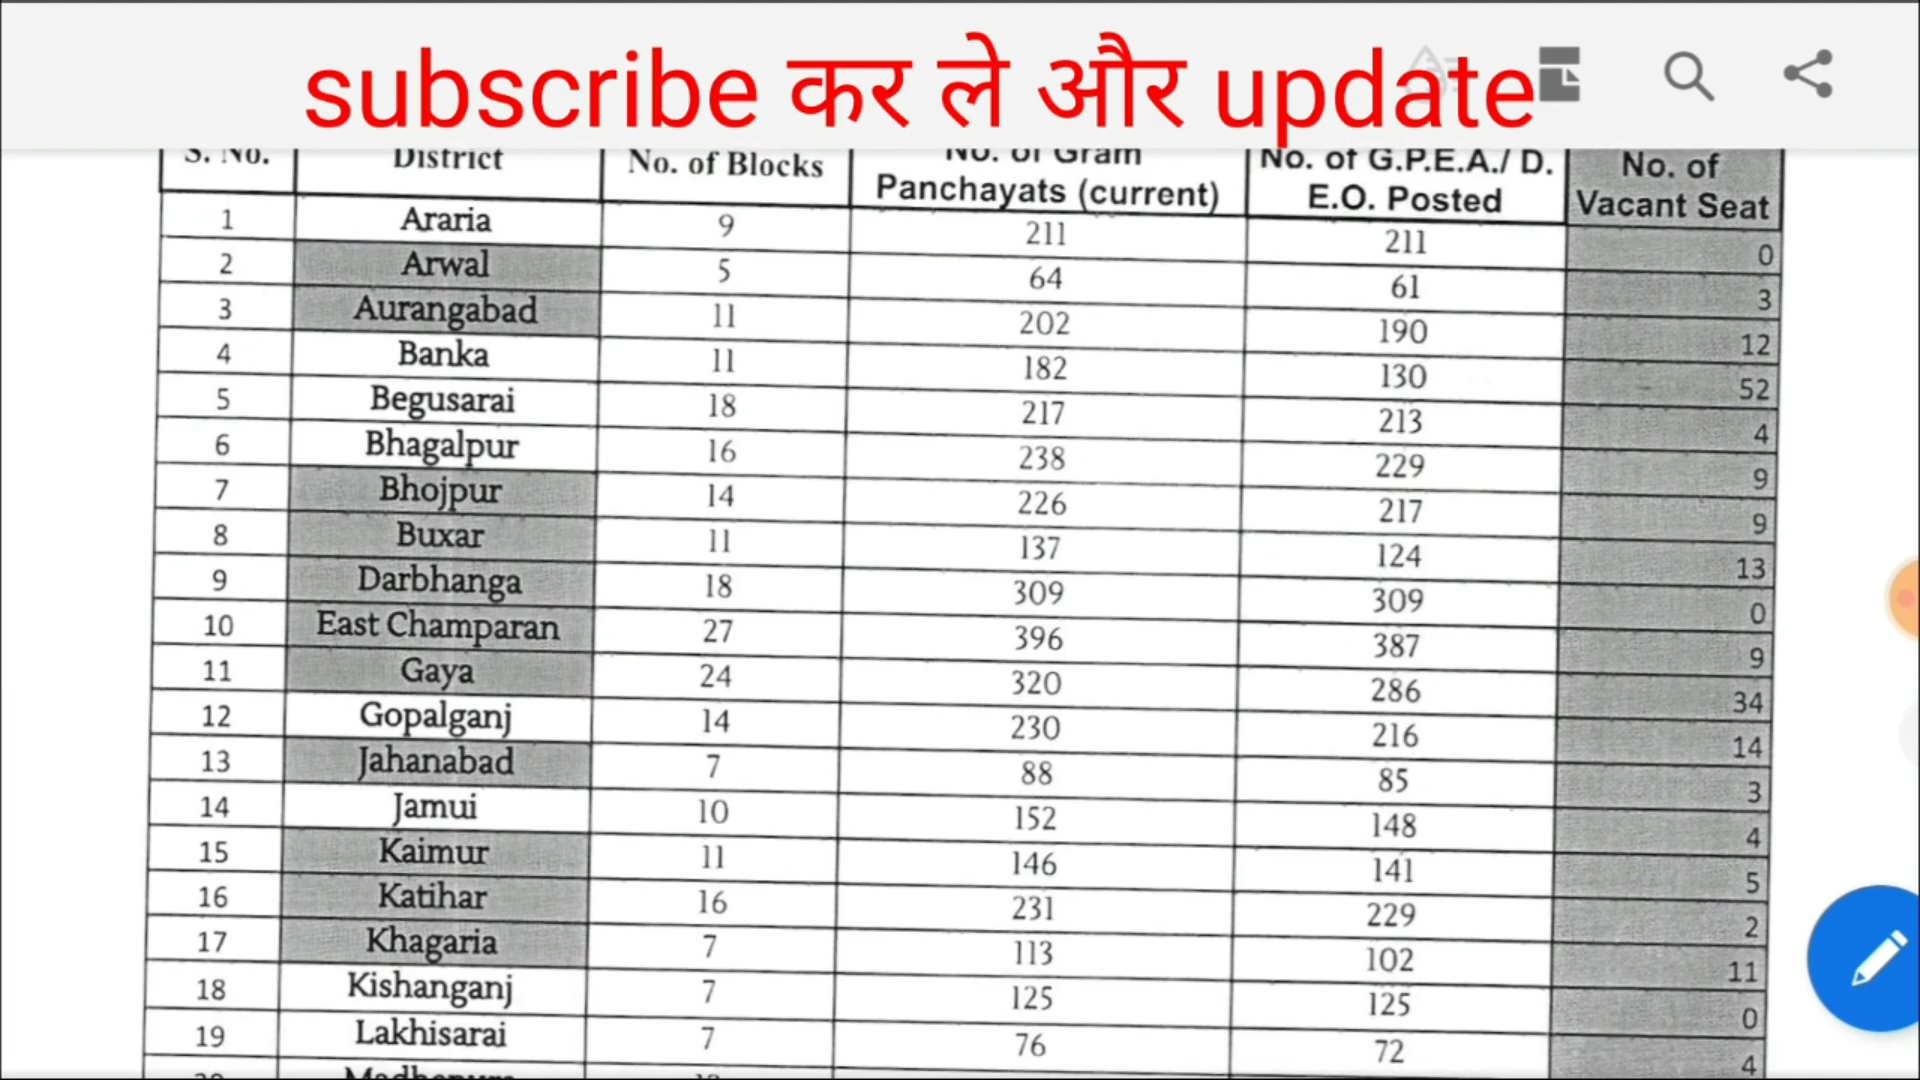 subscribe कर ले और update
S. No. District No. of Blocks No. of Gram Panchayats (current) No. of G.P.E.A./ D. E.O. Posted No. of Vacant Seat
1 Araria 9 211 211 0
2 Arwal 5 64 61 3
3 Aurangabad 11 202 190 12
4 Banka 11 182 130 52
5 Begusarai 18 217 213 4
6 Bhagalpur 16 238 229 9
7 Bhojpur 14 226 217 9
8 Buxar 11 137 124 13
9 Darbhanga 18 309 309 0
10 East Champaran 27 396 387 9
11 Gaya 24 320 286 34
12 Gopalganj 14 230 216 14
13 Jahanabad 7 88 85 3
14 Jamui 10 152 148 4
15 Kaimur 11 146 141 5
16 Katihar 16 231 229 2
17 Khagaria 7 113 102 11
18 Kishanganj 7 125 125 0
19 Lakhisarai 7 76 72 4